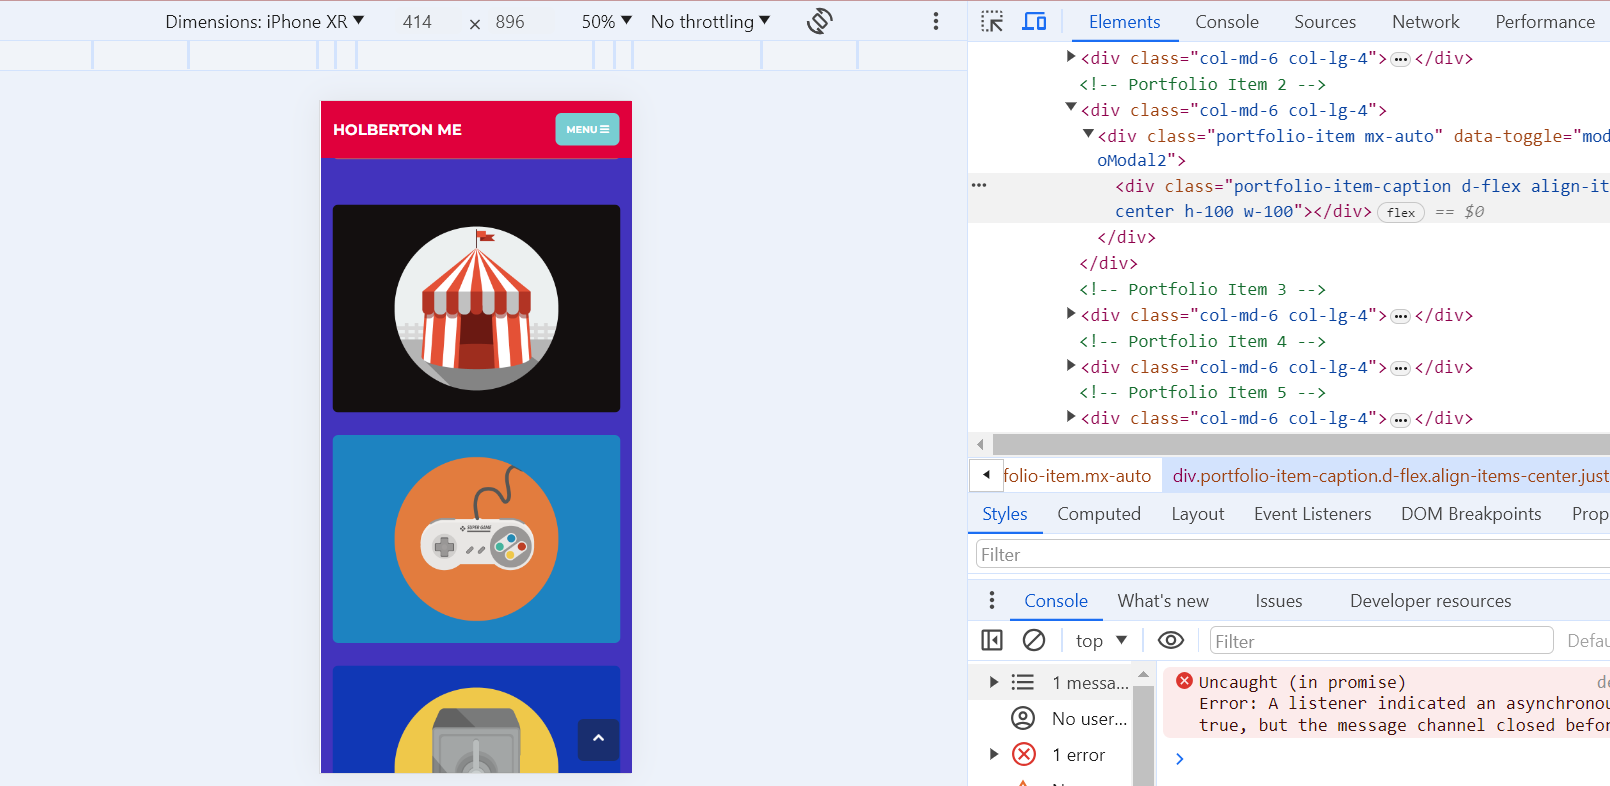 Dimensions: iPhone XR ▼ 414 × 896 50% ▼ No throttling ▼
Elements Console Sources Network Performance
HOLBERTON ME
MENU
SUPER GAME
▶<div class="col-md-6 col-lg-4">…</div>
<!-- Portfolio Item 2 -->
▼<div class="col-md-6 col-lg-4">
▼<div class="portfolio-item mx-auto" data-toggle="mod
oModal2">
… <div class="portfolio-item-caption d-flex align-it
center h-100 w-100"></div> flex == $0
</div>
</div>
<!-- Portfolio Item 3 -->
▶<div class="col-md-6 col-lg-4">…</div>
<!-- Portfolio Item 4 -->
▶<div class="col-md-6 col-lg-4">…</div>
<!-- Portfolio Item 5 -->
▶<div class="col-md-6 col-lg-4">…</div>
folio-item.mx-auto div.portfolio-item-caption.d-flex.align-items-center.just
Styles Computed Layout Event Listeners DOM Breakpoints Prop
Filter
Console What's new Issues Developer resources
top ▼ Filter Defau
1 messa...
No user...
1 error
Uncaught (in promise) de
Error: A listener indicated an asynchronou
true, but the message channel closed befor